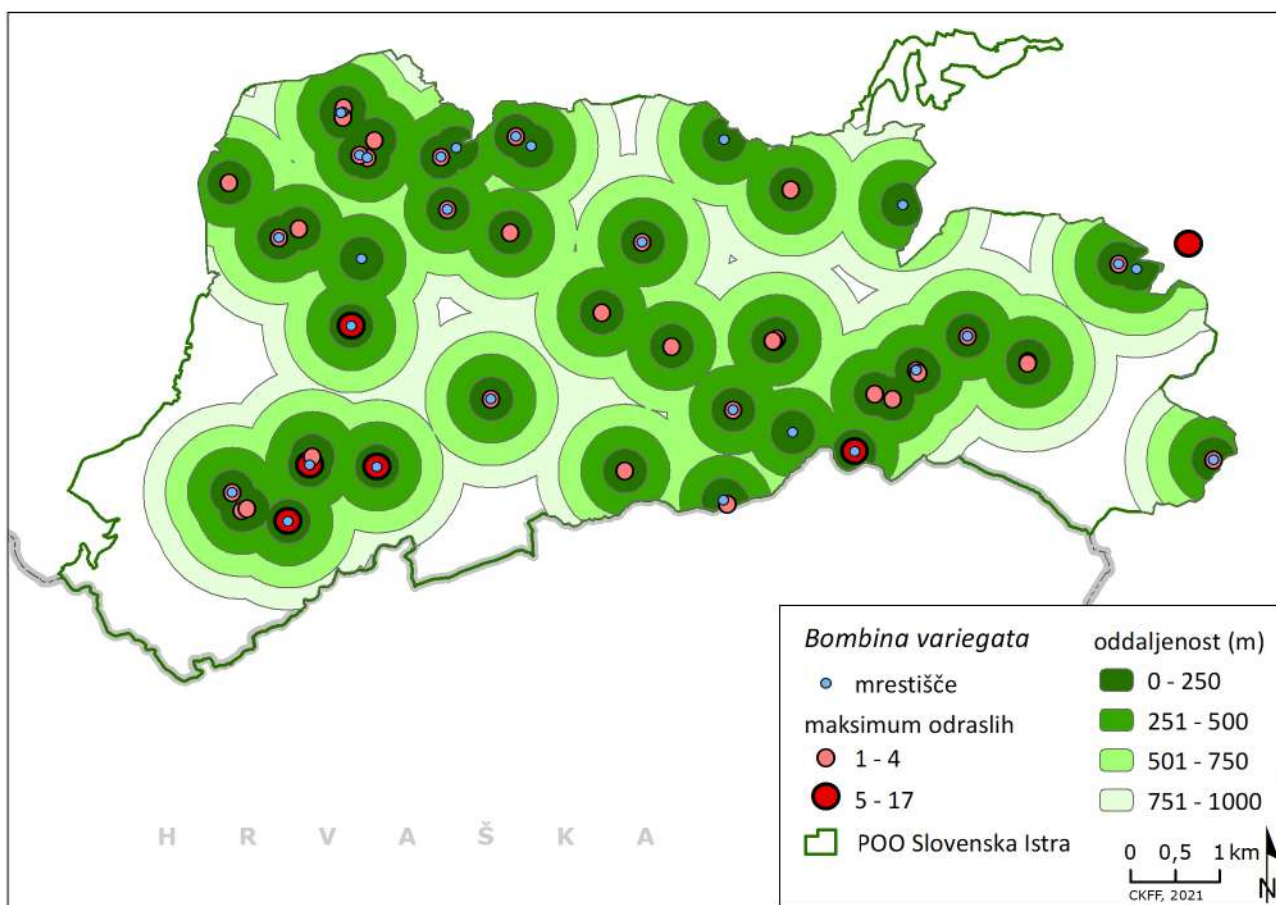 Bombina variegata
mrestišče
maksimum odraslih
1 - 4
5 - 17
POO Slovenska Istra
oddaljenost (m)
0 - 250
251 - 500
501 - 750
751 - 1000
0 0,5 1 km
CKFF, 2021
N
H R V A Š K A